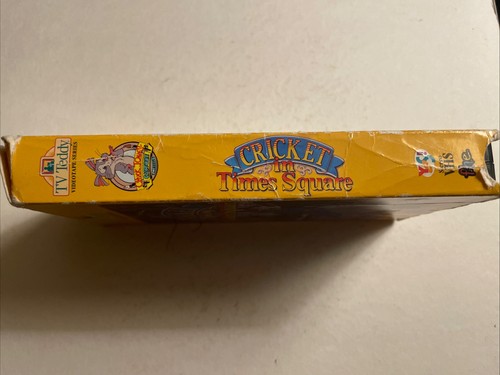 TV Teddy
VIDEOTAPE SERIES
CRICKET
In
Times Square
VHS